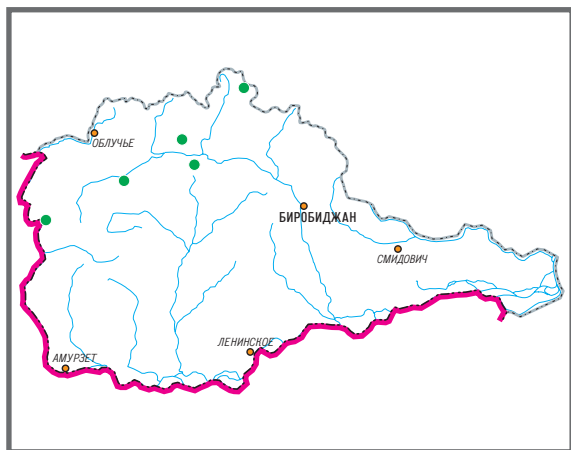 ОБЛУЧЬЕ
БИРОБИДЖАН
СМИДОВИЧ
ЛЕНИНСКОЕ
АМУРЗЕТ